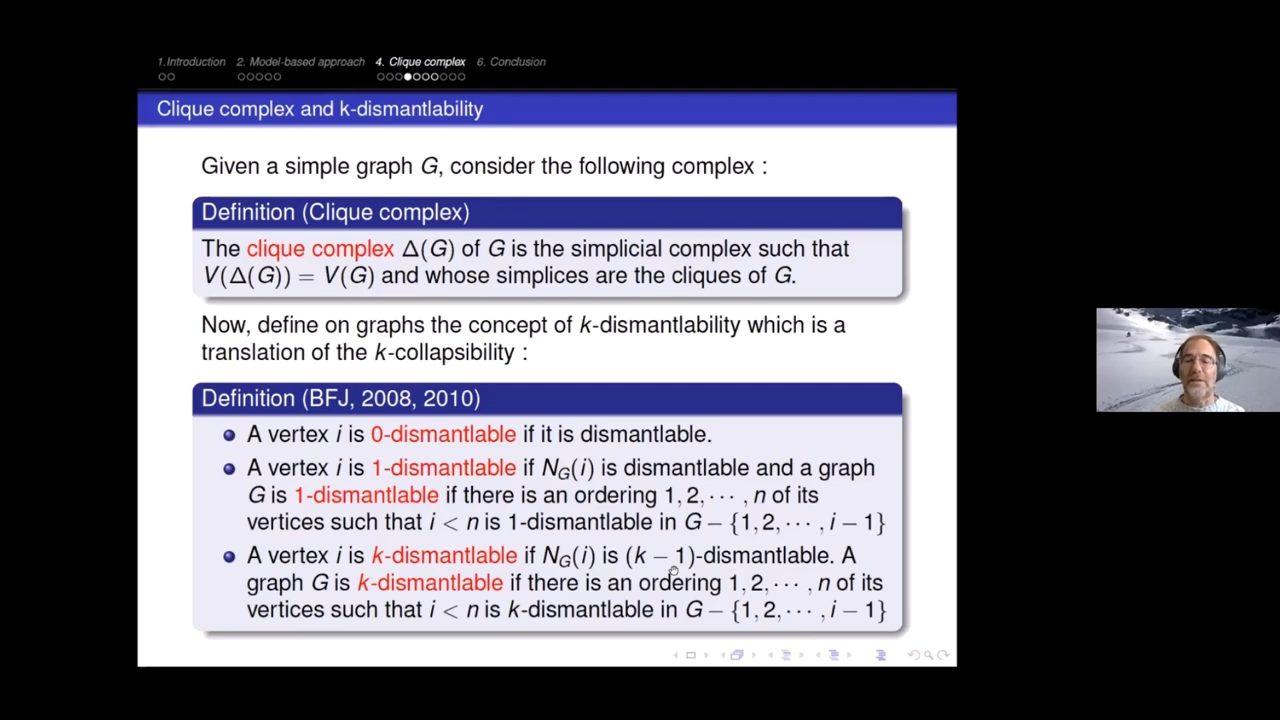 1.Introduction 2. Model-based approach 4. Clique complex 6. Conclusion
Clique complex and k-dismantlability
Given a simple graph G, consider the following complex :
Definition (Clique complex)
The clique complex Δ(G) of G is the simplicial complex such that
V(Δ(G)) = V(G) and whose simplices are the cliques of G.
Now, define on graphs the concept of k-dismantlability which is a
translation of the k-collapsibility :
Definition (BFJ, 2008, 2010)
A vertex i is 0-dismantlable if it is dismantlable.
A vertex i is 1-dismantlable if N_G(i) is dismantlable and a graph
G is 1-dismantlable if there is an ordering 1, 2, ⋯ , n of its
vertices such that i < n is 1-dismantlable in G − {1, 2, ⋯ , i − 1}
A vertex i is k-dismantlable if N_G(i) is (k − 1)-dismantlable. A
graph G is k-dismantlable if there is an ordering 1, 2, ⋯ , n of its
vertices such that i < n is k-dismantlable in G − {1, 2, ⋯ , i − 1}